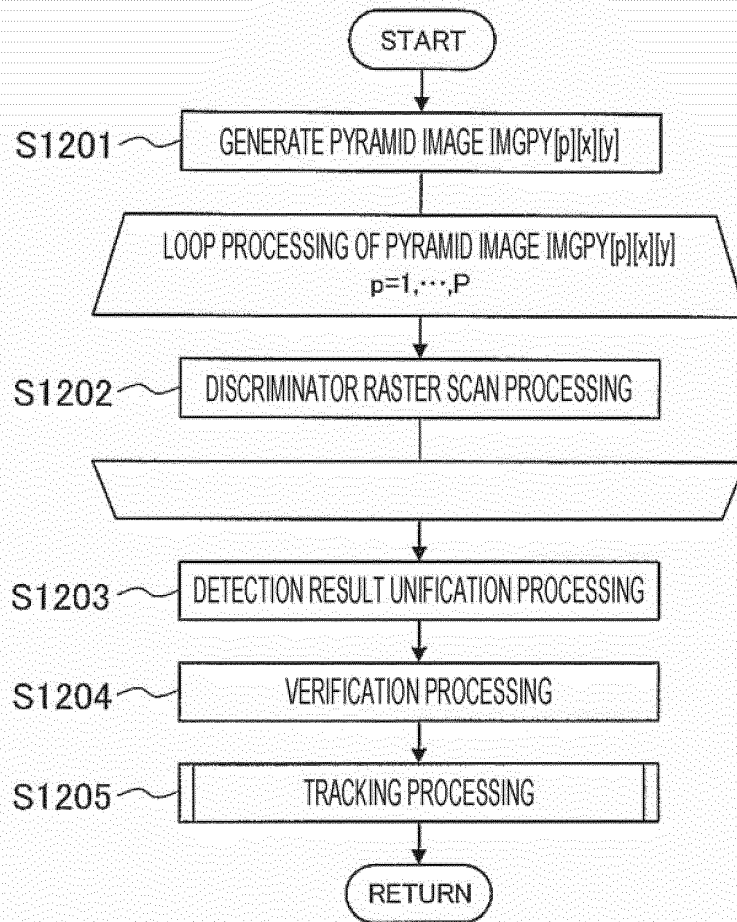 START
S1201
GENERATE PYRAMID IMAGE IMGPY[p][x][y]
LOOP PROCESSING OF PYRAMID IMAGE IMGPY[p][x][y]
p=1,···,P
S1202
DISCRIMINATOR RASTER SCAN PROCESSING
S1203
DETECTION RESULT UNIFICATION PROCESSING
S1204
VERIFICATION PROCESSING
S1205
TRACKING PROCESSING
RETURN